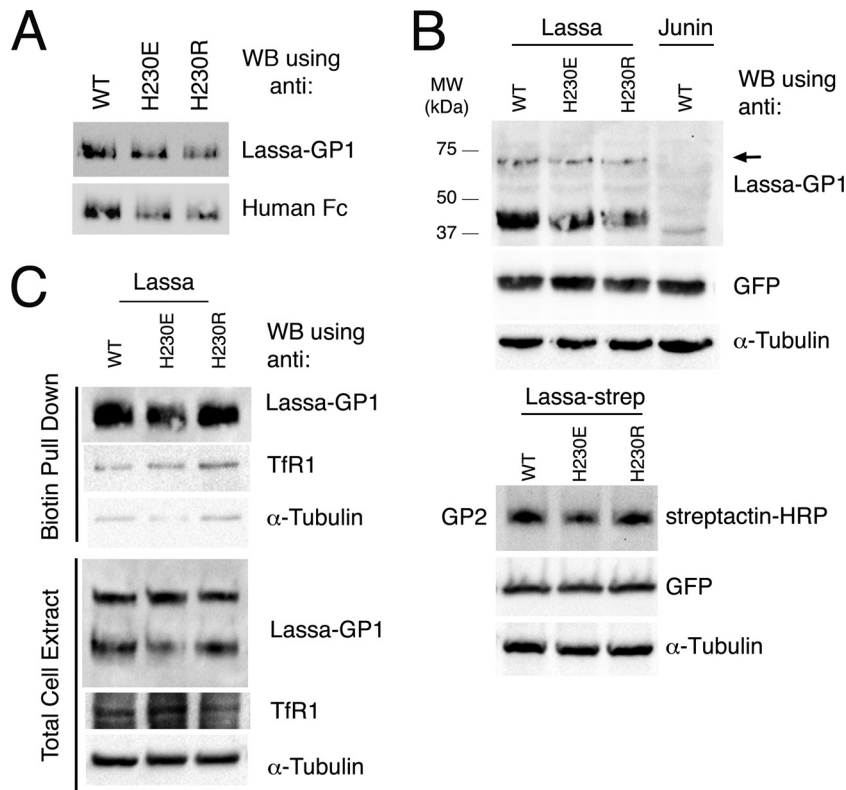 A
WT
H230E
H230R
WB using
anti:
Lassa-GP1
Human Fc
B
Lassa
Junin
MW
(kDa)
WT
H230E
H230R
WT
WB using
anti:
75
50
37
Lassa-GP1
GFP
α-Tubulin
Lassa-strep
WT
H230E
H230R
GP2
streptactin-HRP
GFP
α-Tubulin
C
Lassa
WT
H230E
H230R
WB using
anti:
Biotin Pull Down
Lassa-GP1
TfR1
α-Tubulin
Total Cell Extract
Lassa-GP1
TfR1
α-Tubulin